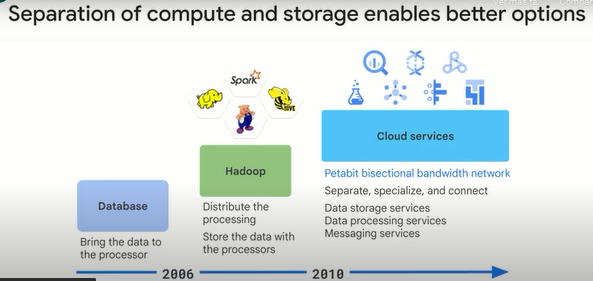 Separation of compute and storage enables better options
Spark
HIVE
Cloud services
Hadoop
Database
Petabit bisectional bandwidth network
Separate, specialize, and connect
Data storage services
Data processing services
Messaging services
Distribute the
processing
Store the data with
the processors
Bring the data to
the processor
2006
2010